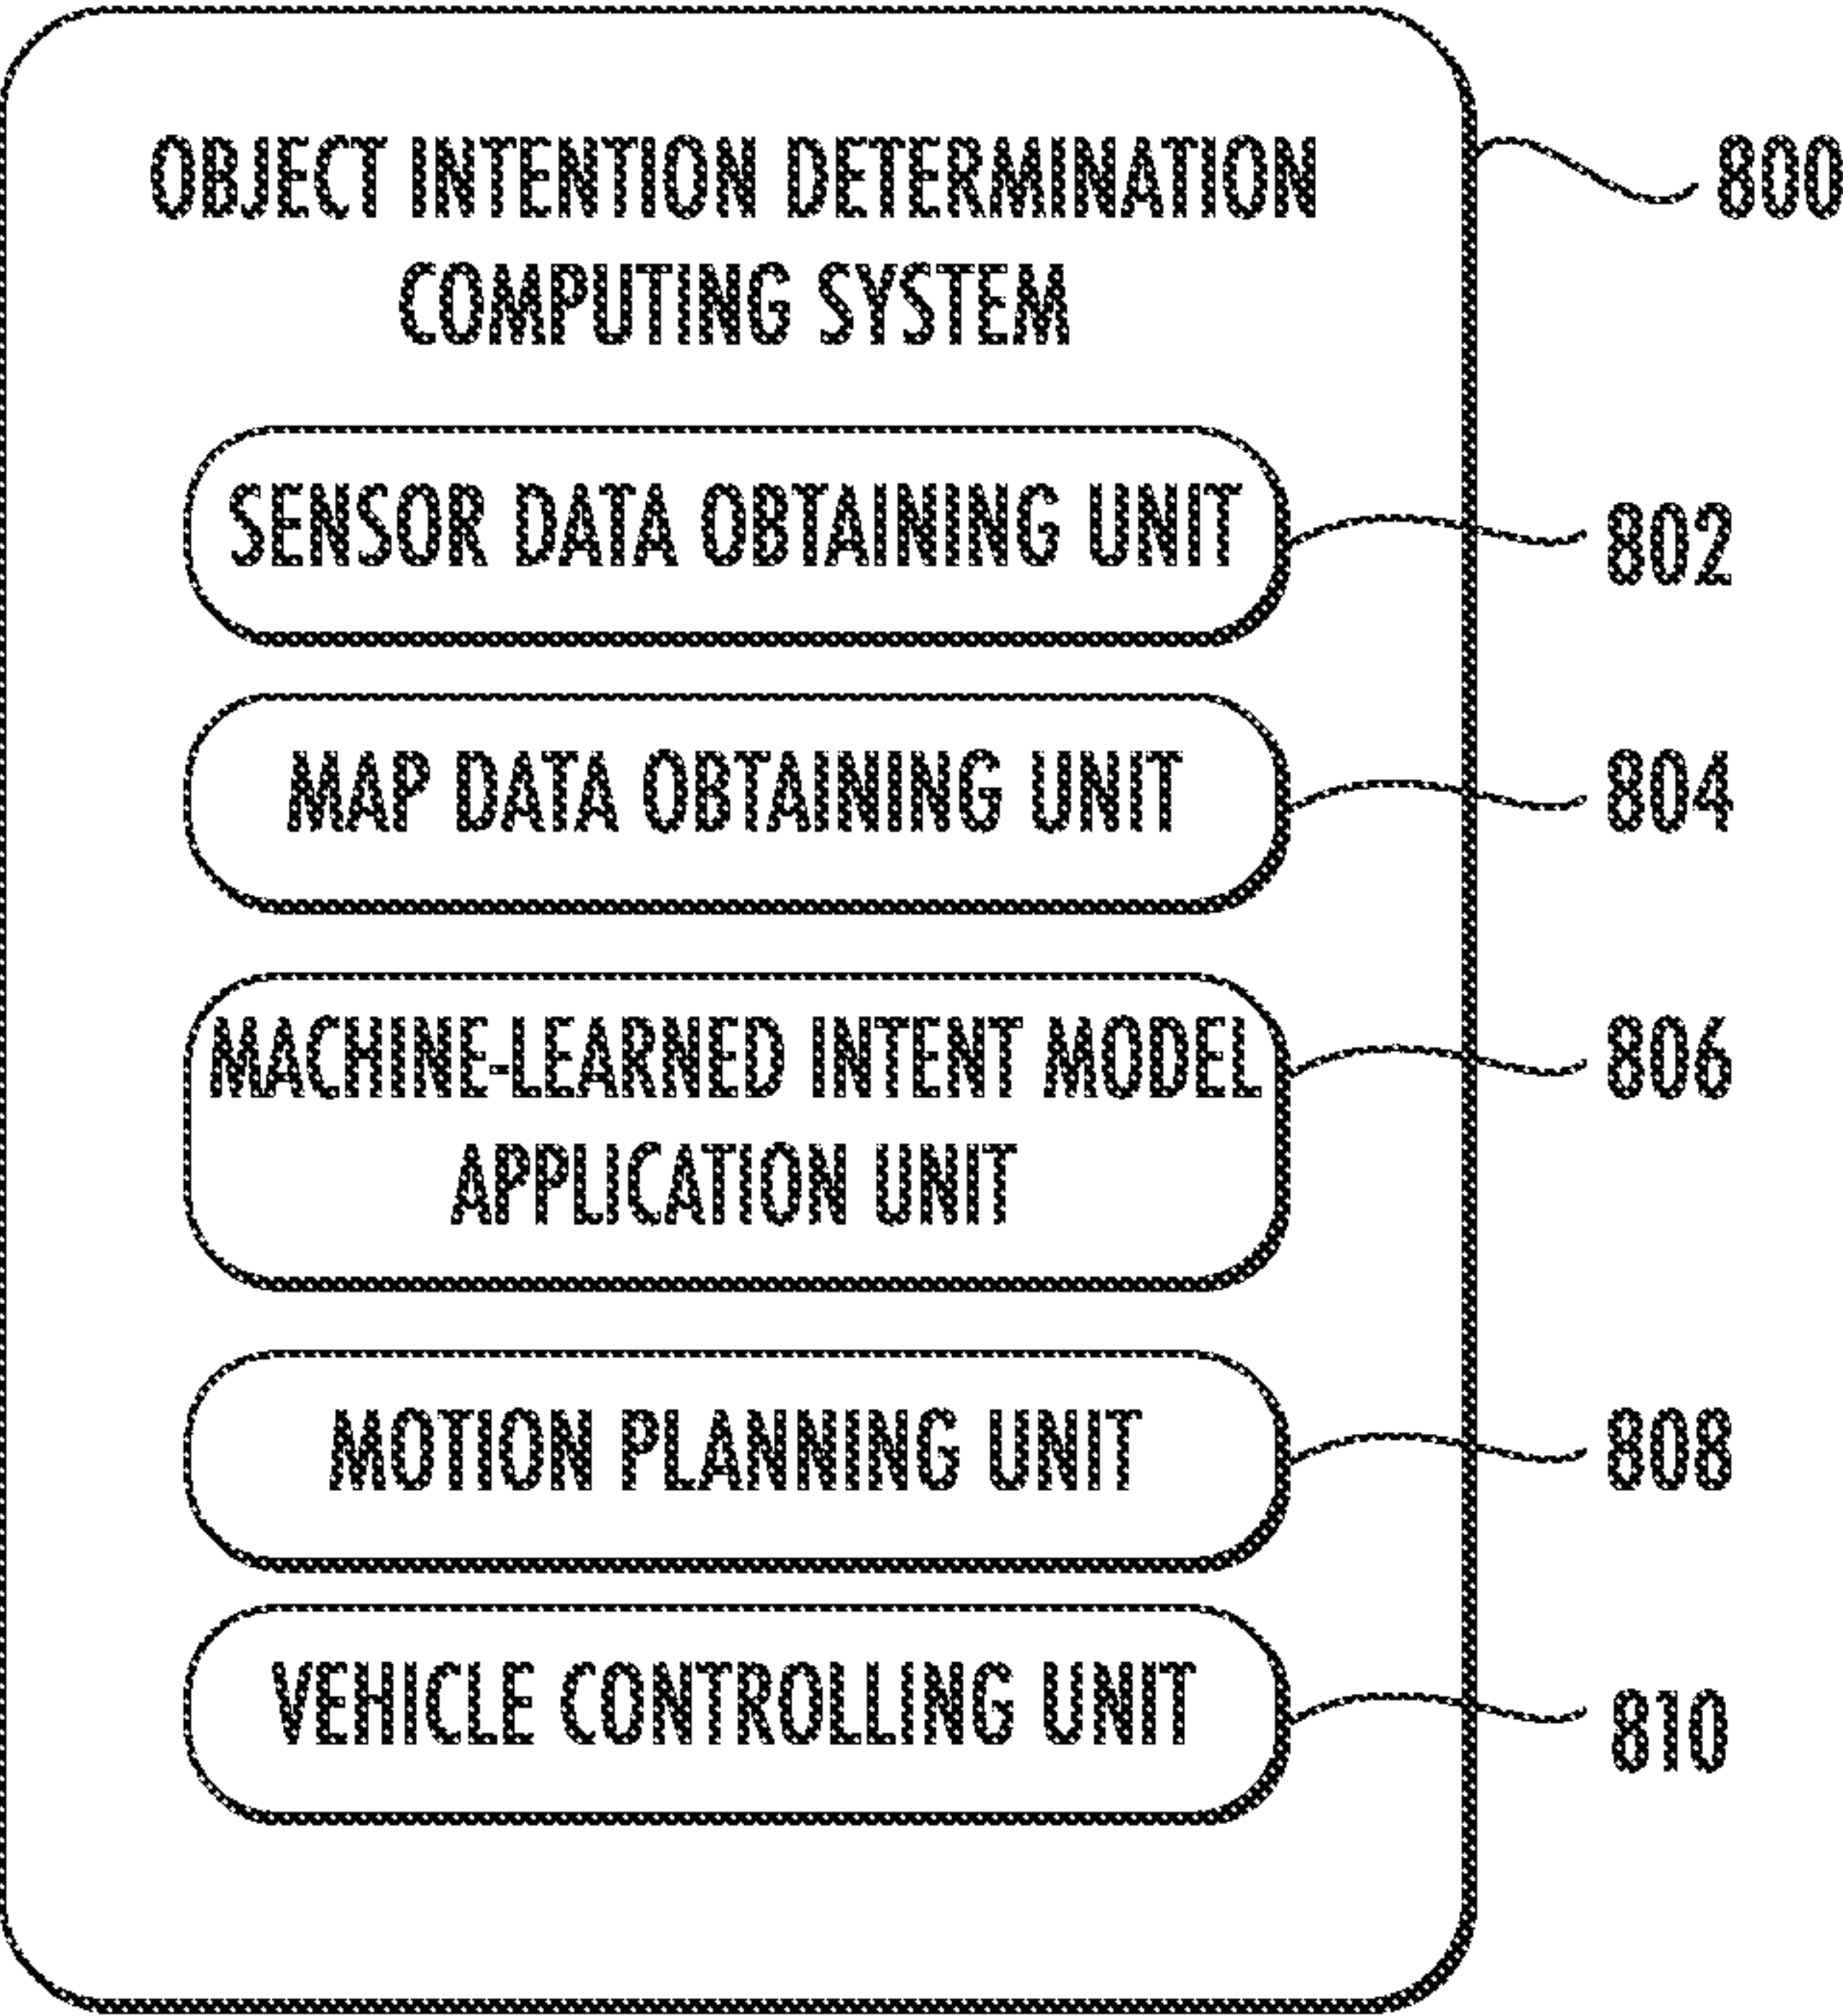 OBJECT INTENTION DETERMINATION
COMPUTING SYSTEM
800
SENSOR DATA OBTAINING UNIT
802
MAP DATA OBTAINING UNIT
804
MACHINE-LEARNED INTENT MODEL
APPLICATION UNIT
806
MOTION PLANNING UNIT
808
VEHICLE CONTROLLING UNIT
810